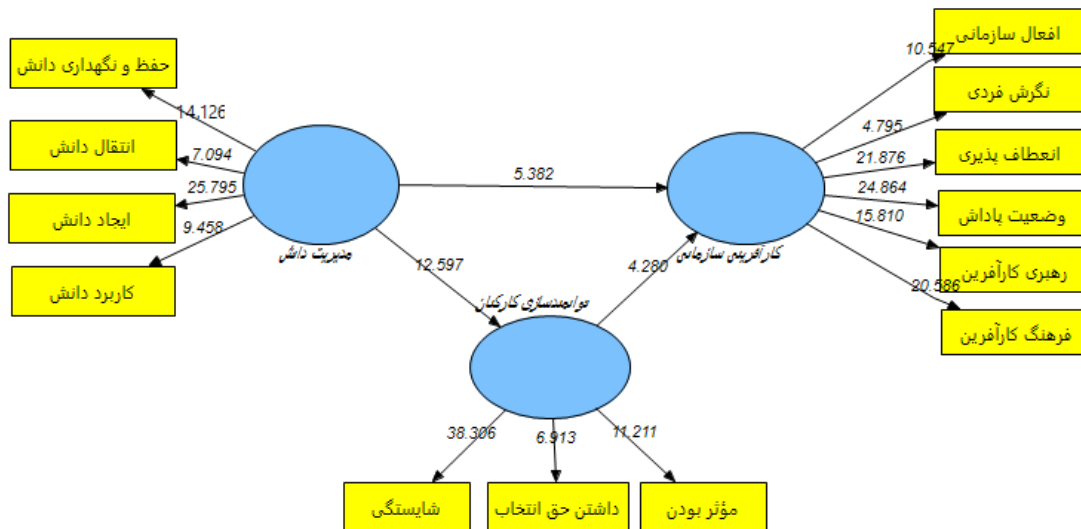 افعال سازمانی
10.547
حفظ و نگهداری دانش
14.126
نگرش فردی
4.795
انتقال دانش
7.094
انعطاف پذیری
21.876
5.382
25.795
ایجاد دانش
24.864
وضعیت پاداش
15.810
9.458
مدیریت دانش
کارآفرینی سازمانی
رهبری کارآفرین
12.597
4.280
کاربرد دانش
20.586
توانمندسازی کارکنان
فرهنگ کارآفرین
38.306
6.913
11.211
شایستگی
داشتن حق انتخاب
مؤثر بودن